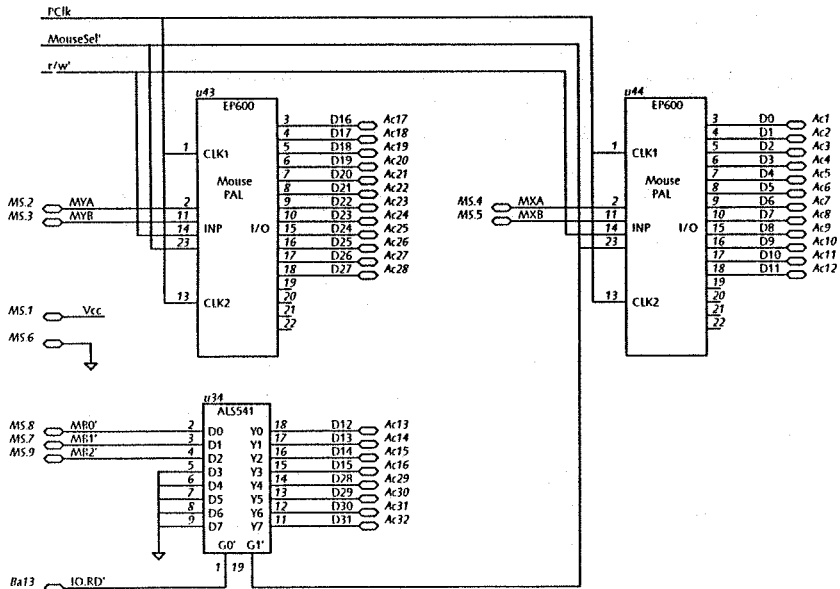 PClk
MouseSel'
r/w'
u43
EP600
1 CLK1
Mouse
PAL
MS.2 MYA 2
MS.3 MYB 11
14 INP I/O
23
13 CLK2
3 D16 Ac17
4 D17 Ac18
5 D18 Ac19
6 D19 Ac20
7 D20 Ac21
8 D21 Ac22
9 D22 Ac23
10 D23 Ac24
15 D24 Ac25
16 D25 Ac26
17 D26 Ac27
18 D27 Ac28
19
20
21
22
MS.1 Vcc
MS.6
u44
EP600
1 CLK1
Mouse
PAL
MS.4 MXA 2
MS.5 MXB 11
14 INP I/O
23
13 CLK2
3 D0 Ac1
4 D1 Ac2
5 D2 Ac3
6 D3 Ac4
7 D4 Ac5
8 D5 Ac6
9 D6 Ac7
10 D7 Ac8
15 D8 Ac9
16 D9 Ac10
17 D10 Ac11
18 D11 Ac12
19
20
21
22
u34
ALS541
MS.8 MB0' 2 D0 Y0 18 D12 Ac13
MS.7 MB1' 3 D1 Y1 17 D13 Ac14
MS.9 MB2' 4 D2 Y2 16 D14 Ac15
5 D3 Y3 15 D15 Ac16
6 D4 Y4 14 D28 Ac29
7 D5 Y5 13 D29 Ac30
8 D6 Y6 12 D30 Ac31
9 D7 Y7 11 D31 Ac32
G0' G1'
1 19
Ba13 IO.RD'